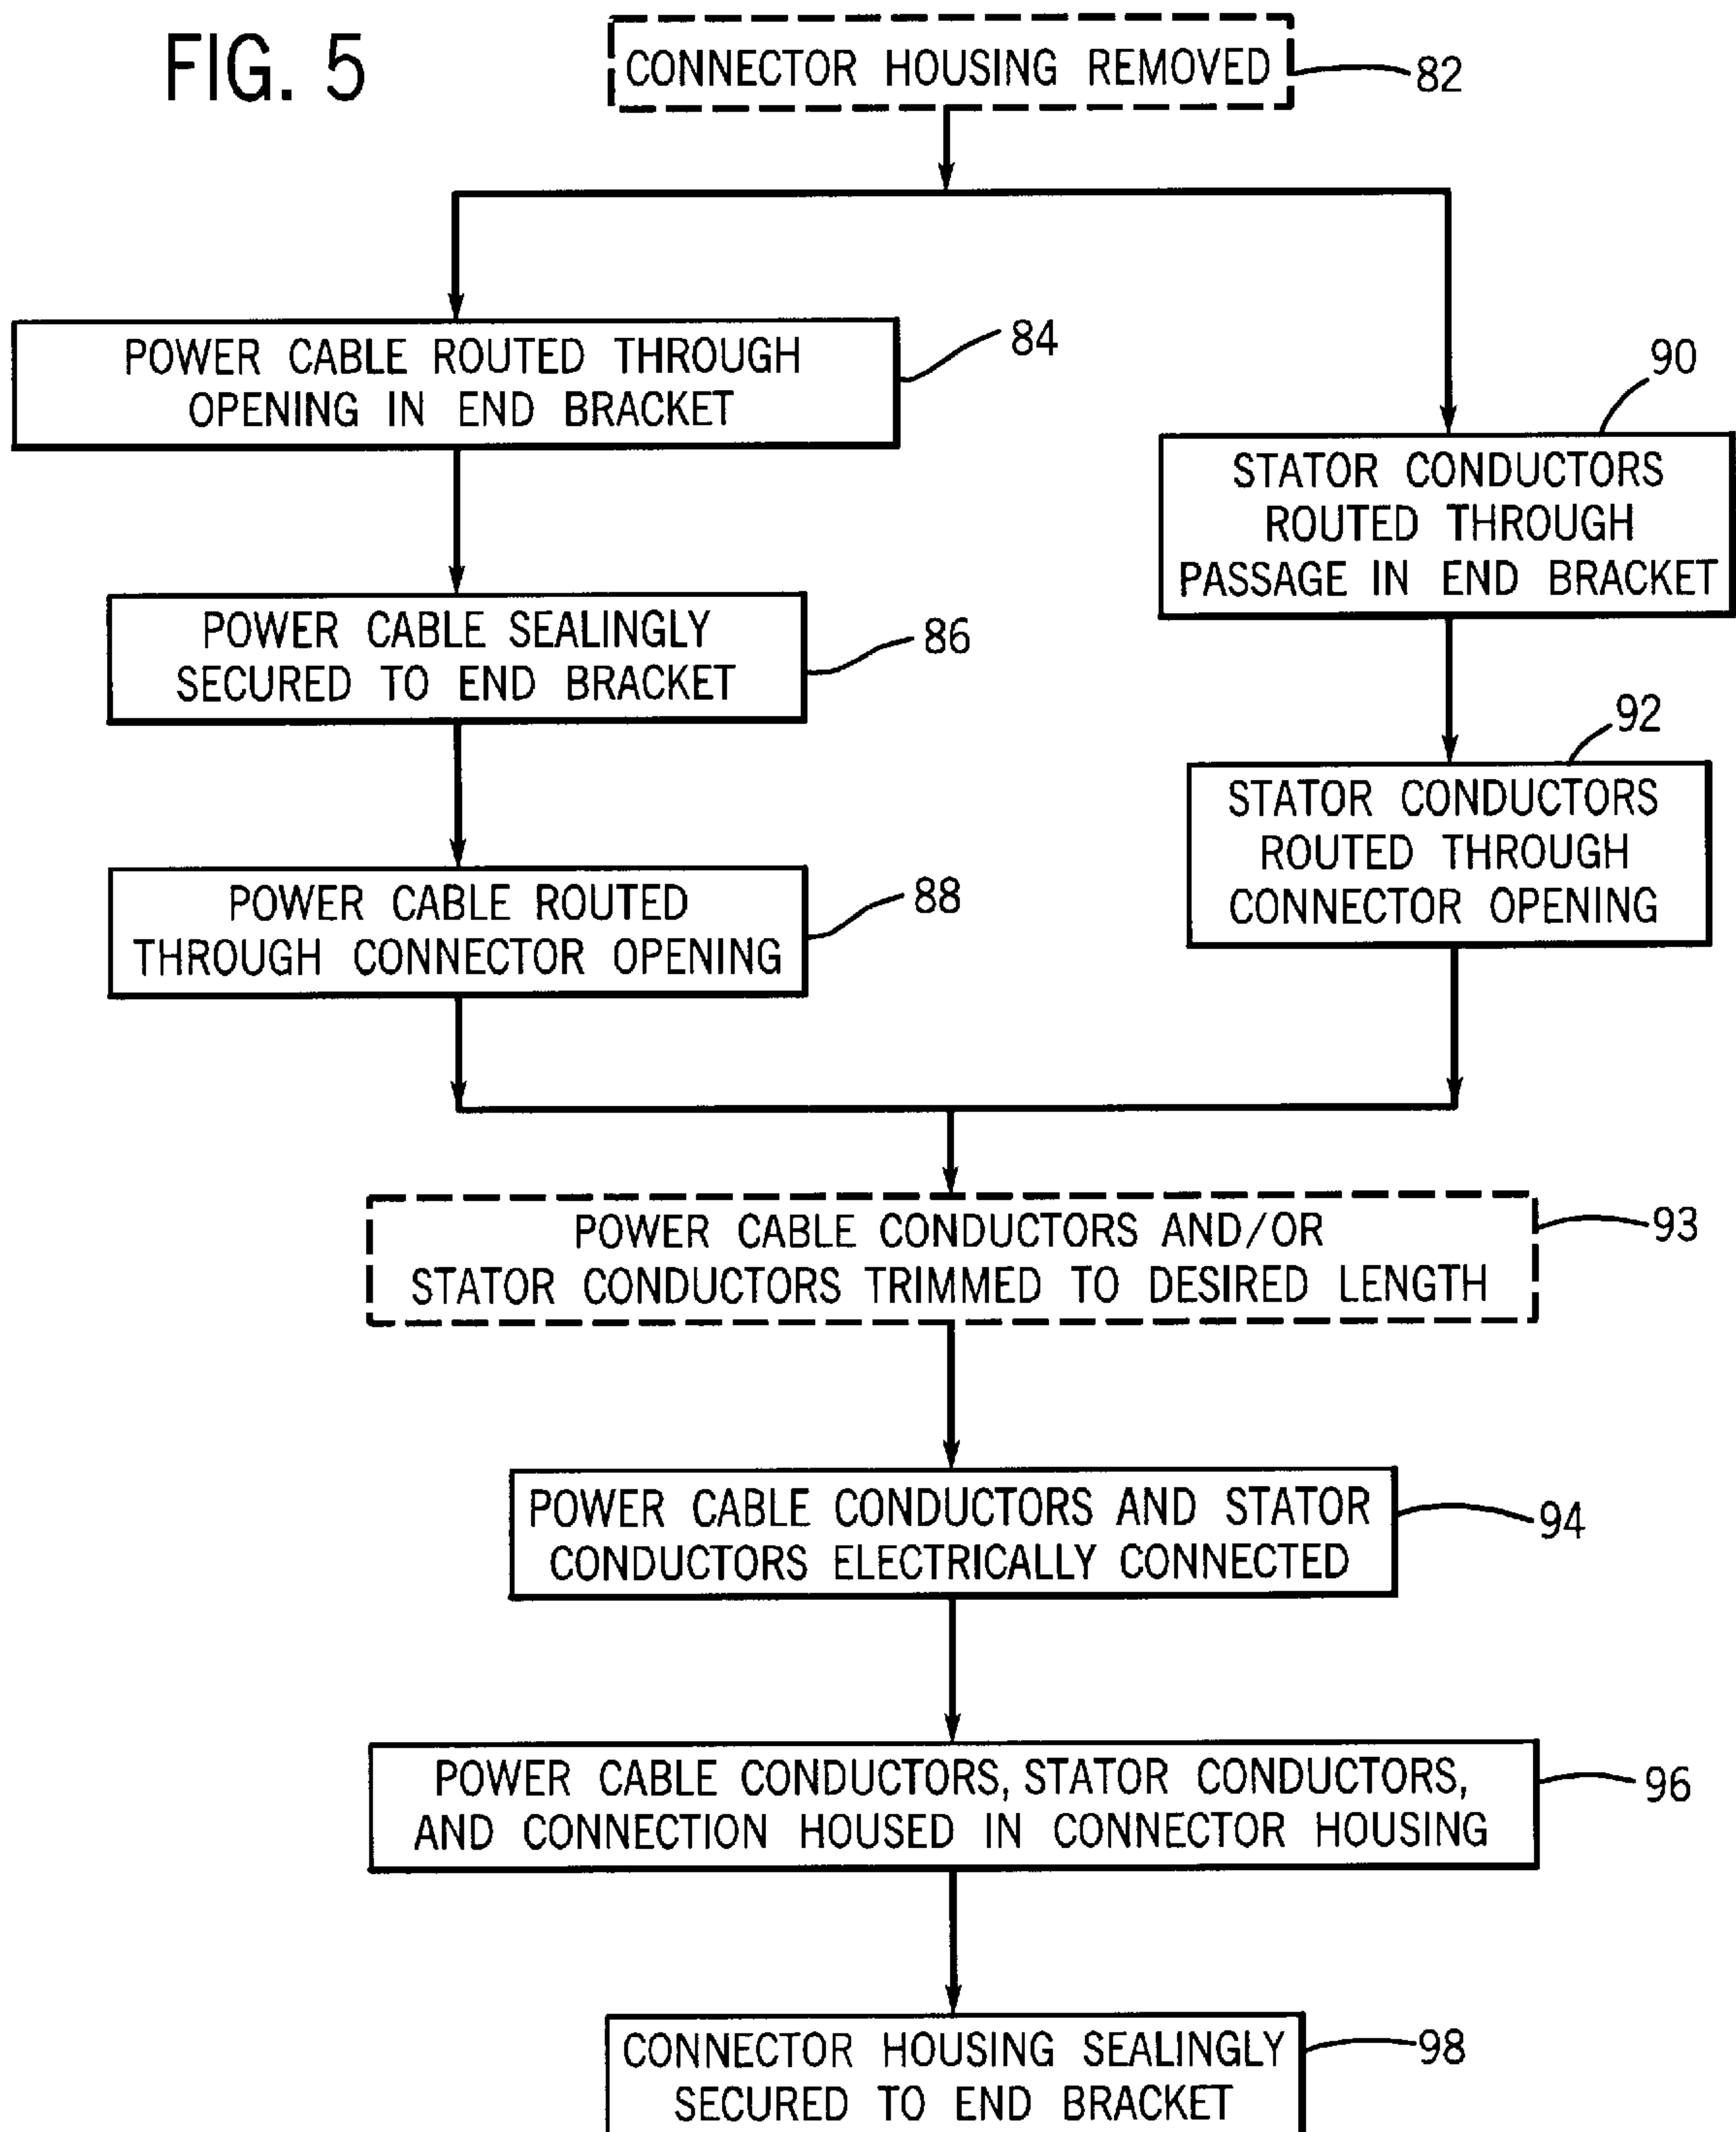 FIG. 5
CONNECTOR HOUSING REMOVED
82
POWER CABLE ROUTED THROUGH
OPENING IN END BRACKET
84
POWER CABLE SEALINGLY
SECURED TO END BRACKET
86
POWER CABLE ROUTED
THROUGH CONNECTOR OPENING
88
90
STATOR CONDUCTORS
ROUTED THROUGH
PASSAGE IN END BRACKET
92
STATOR CONDUCTORS
ROUTED THROUGH
CONNECTOR OPENING
POWER CABLE CONDUCTORS AND/OR
STATOR CONDUCTORS TRIMMED TO DESIRED LENGTH
93
POWER CABLE CONDUCTORS AND STATOR
CONDUCTORS ELECTRICALLY CONNECTED
94
POWER CABLE CONDUCTORS, STATOR CONDUCTORS,
AND CONNECTION HOUSED IN CONNECTOR HOUSING
96
CONNECTOR HOUSING SEALINGLY
SECURED TO END BRACKET
98